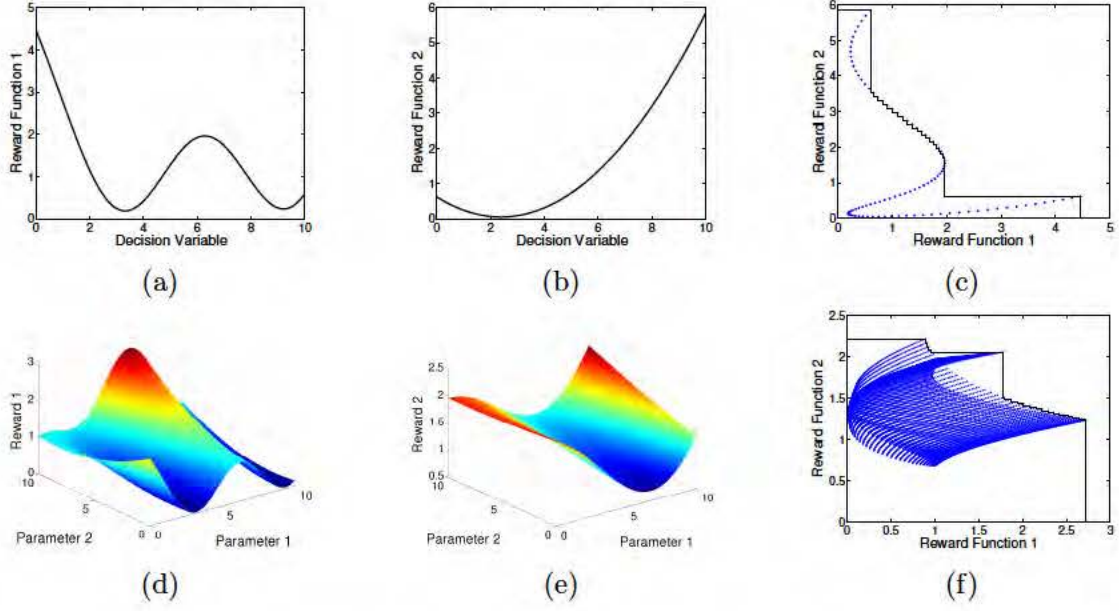 5
4
3
2
1
0
0 2 4 6 8 10
Reward Function 1
Decision Variable
(a)
6
5
4
3
2
1
0
0 2 4 6 8 10
Reward Function 2
Decision Variable
(b)
6
5
4
3
2
1
0
0 1 2 3 4 5
Reward Function 2
Reward Function 1
(c)
3
2
1
0
10
5
0
0
5
10
Reward 1
Parameter 2
Parameter 1
(d)
2.5
2
1.6
1
0.5
10
5
0
0
5
10
Reward 2
Parameter 2
Parameter 1
(e)
2.5
2
1.5
1
0.5
0
0 0.5 1 1.5 2 2.5 3
Reward Function 2
Reward Function 1
(f)